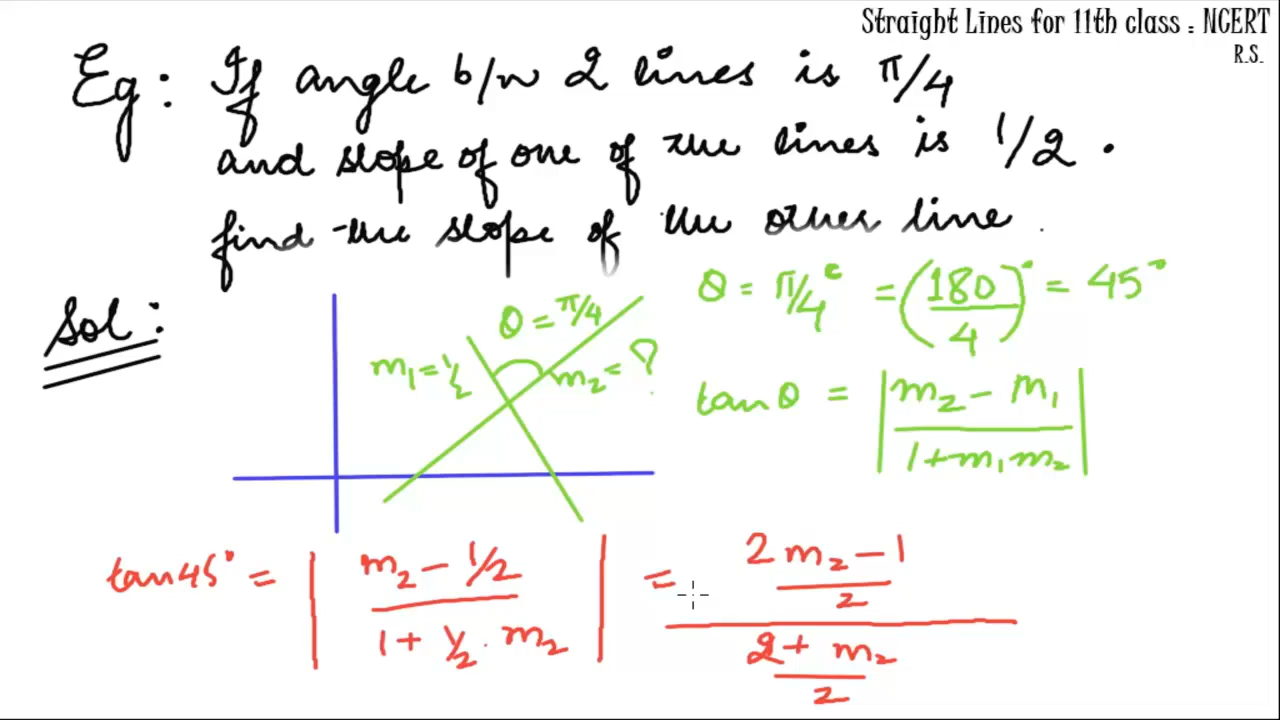 Straight Lines for 11th class : NCERT
R.S.
Eg: If angle b/w 2 lines is π/4
and slope of one of the lines is 1/2.
find the slope of the other line.
Sol:
θ = π/4 ᶜ = (180/4)° = 45°
θ = π/4
m₁ = 1/2
m₂ = ?
tan θ = |(m₂ - m₁)/(1 + m₁ m₂)|
tan 45° = |(m₂ - 1/2)/(1 + 1/2 . m₂)| = ((2m₂ - 1)/2)/((2 + m₂)/2)